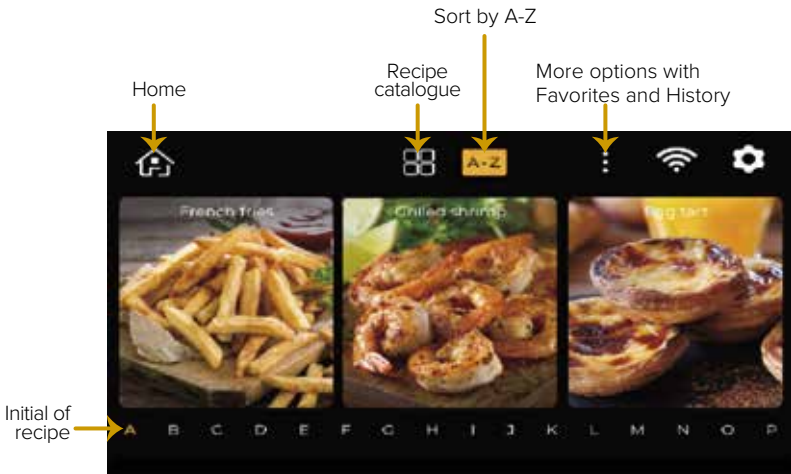 Sort by A-Z
Home
Recipe
catalogue
More options with
Favorites and History
A-Z
French fries
Grilled shrimp
Egg tart
Initial of
recipe
A B C D E F G H I J K L M N O P